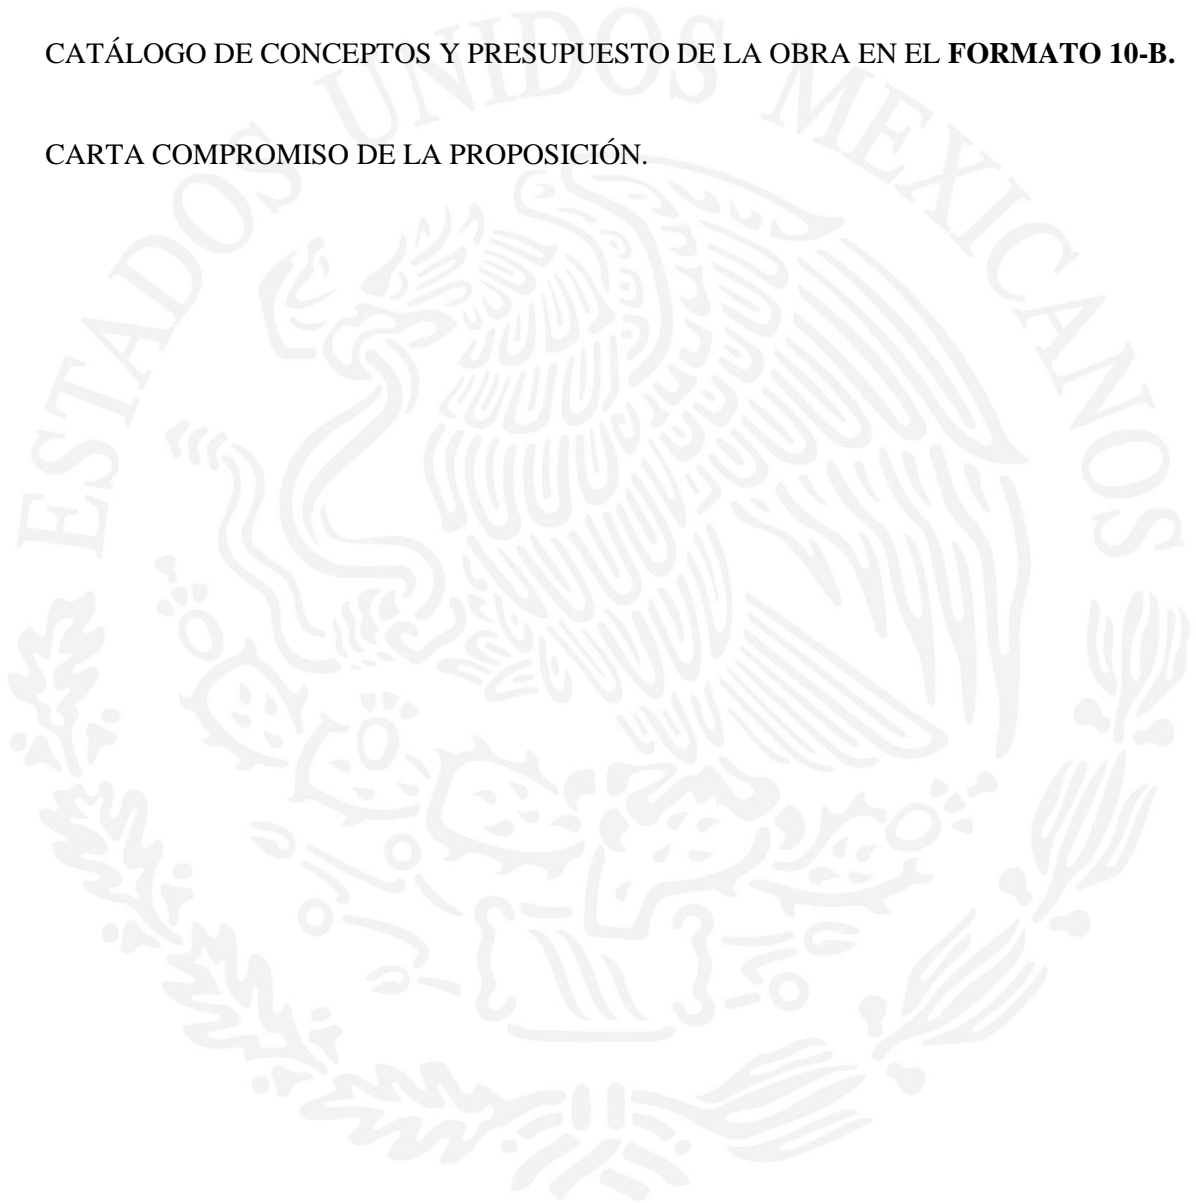 CATÁLOGO DE CONCEPTOS Y PRESUPUESTO DE LA OBRA EN EL FORMATO 10-B.
CARTA COMPROMISO DE LA PROPOSICIÓN.
ESTADOS UNIDOS MEXICANOS